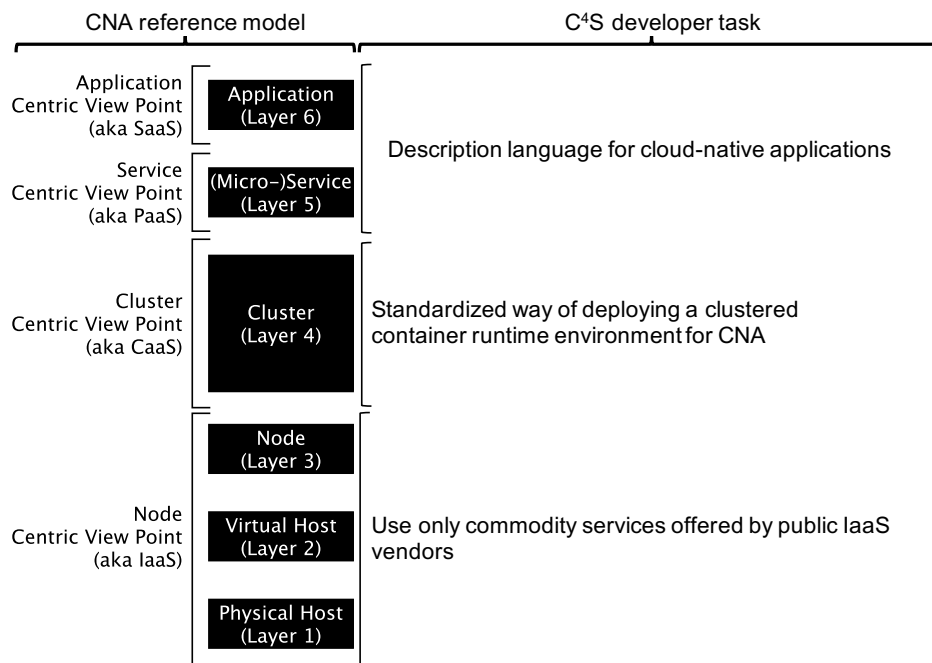 CNA reference model
C⁴S developer task
Application
Centric View Point
(aka SaaS)
Application
(Layer 6)
Description language for cloud-native applications
Service
Centric View Point
(aka PaaS)
(Micro-)Service
(Layer 5)
Cluster
Centric View Point
(aka CaaS)
Cluster
(Layer 4)
Standardized way of deploying a clustered
container runtime environment for CNA
Node
Centric View Point
(aka IaaS)
Node
(Layer 3)
Virtual Host
(Layer 2)
Physical Host
(Layer 1)
Use only commodity services offered by public IaaS
vendors